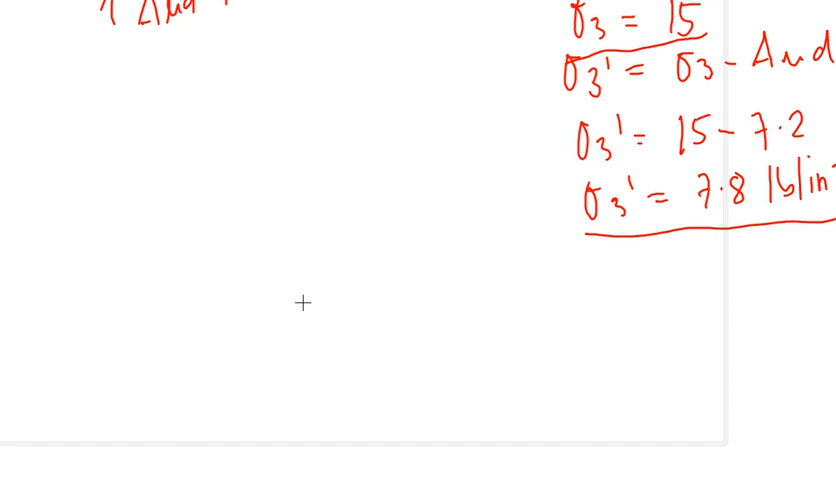 σ3 = 15
σ3' = σ3 - Δud
σ3' = 15 - 7.2
σ3' = 7.8 lb/in